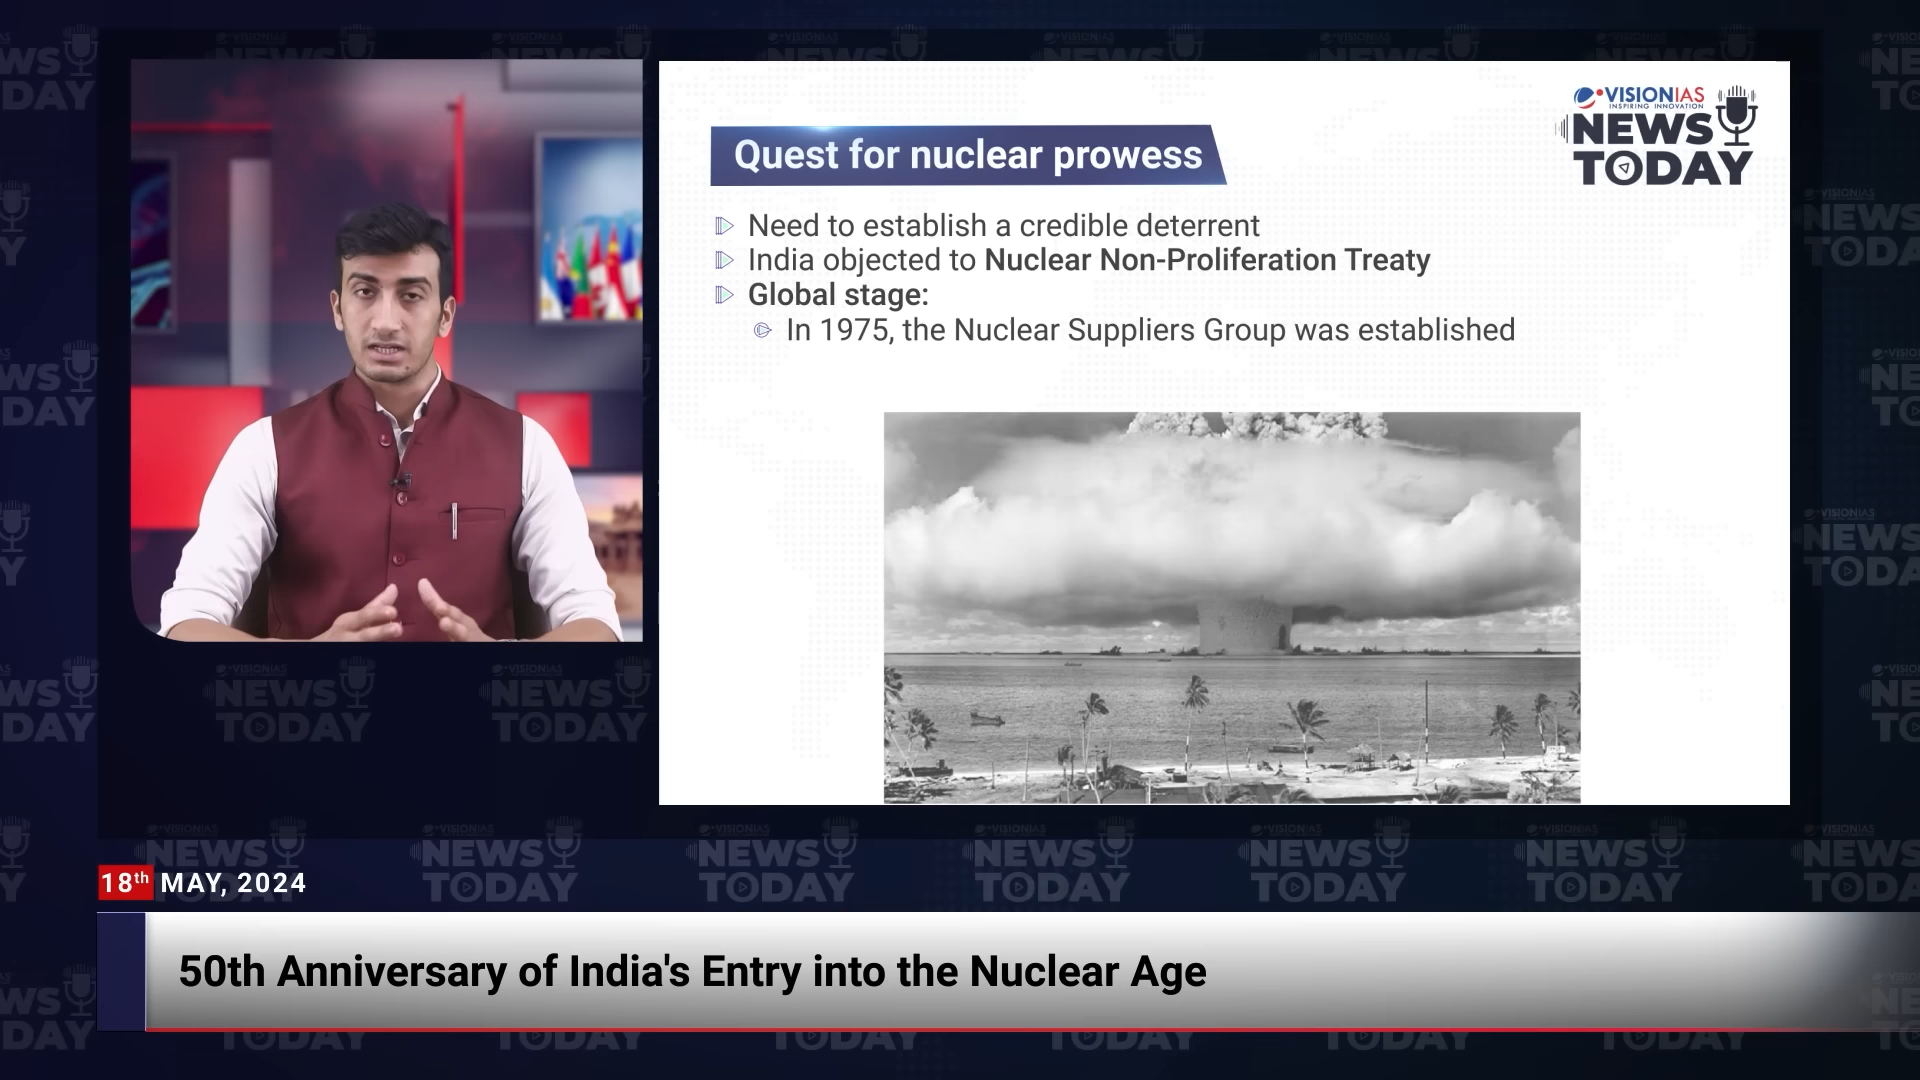 VISIONIAS
INSPIRING INNOVATION
NEWS
TODAY
Quest for nuclear prowess
Need to establish a credible deterrent
India objected to Nuclear Non-Proliferation Treaty
Global stage:
In 1975, the Nuclear Suppliers Group was established
18th MAY, 2024
50th Anniversary of India's Entry into the Nuclear Age